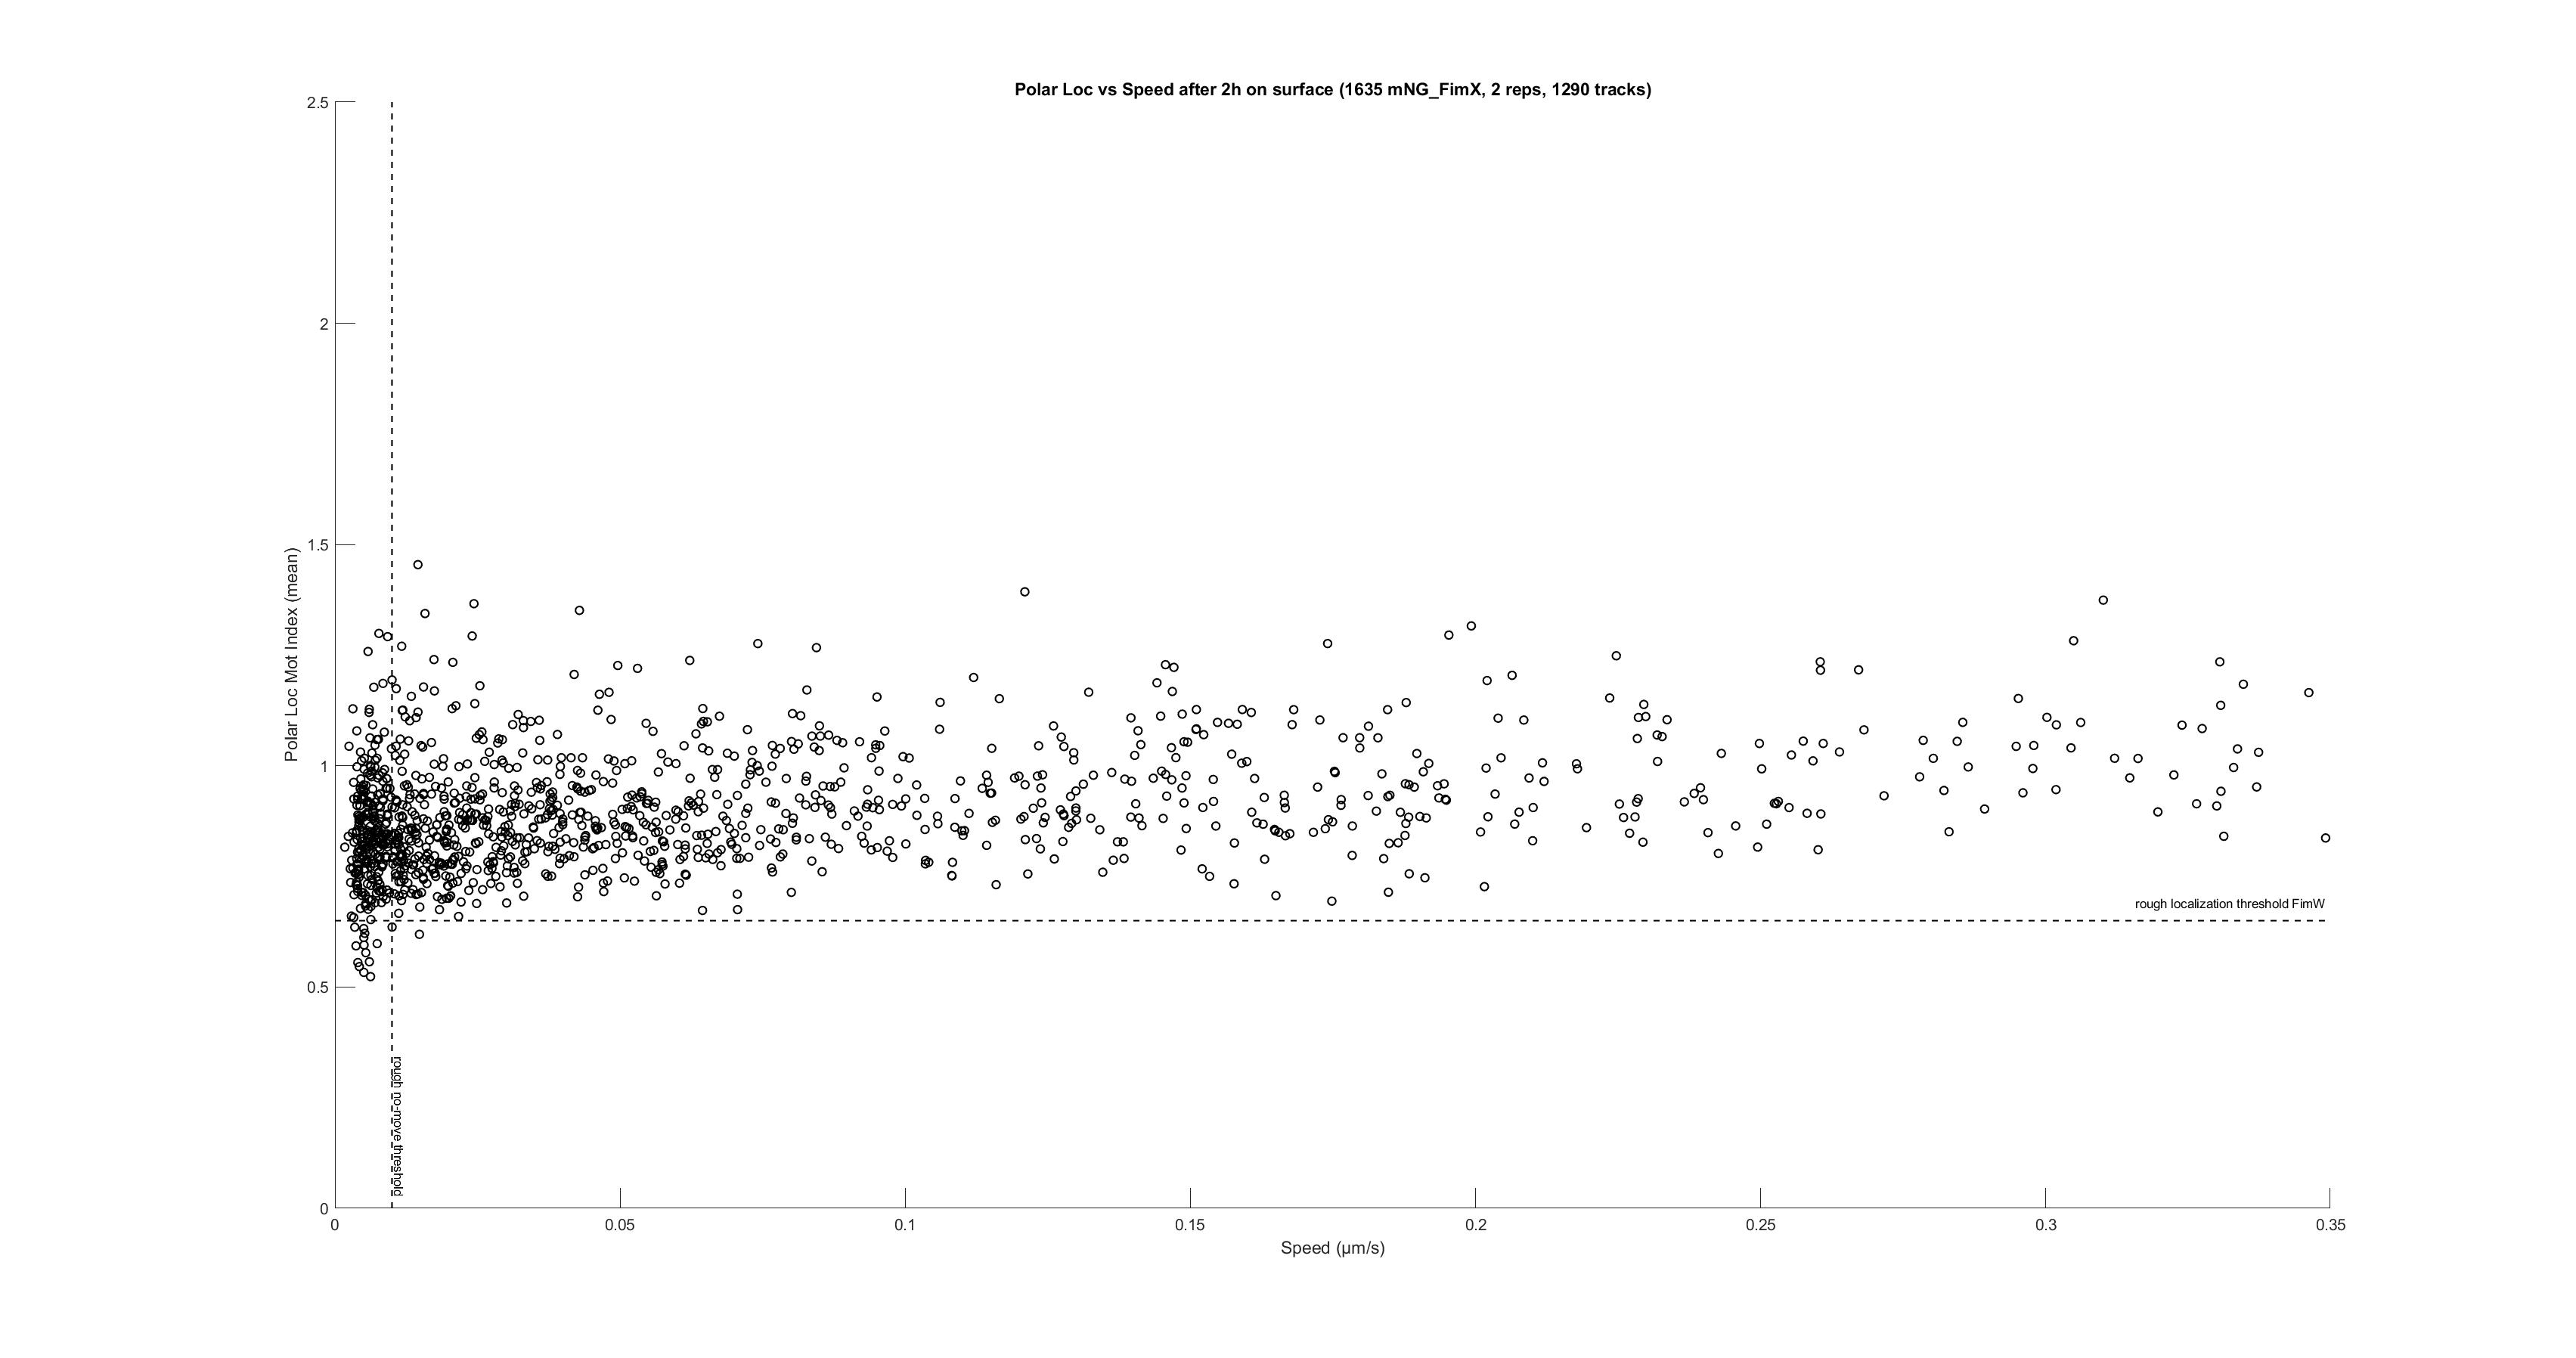 Polar Loc vs Speed after 2h on surface (1635 mNG_FimX, 2 reps, 1290 tracks)
2.5
2
1.5
1
0.5
0
Polar Loc Mot Index (mean)
rough localization threshold FimW
rough no-move threshold
0
0.05
0.1
0.15
0.2
0.25
0.3
0.35
Speed (µm/s)